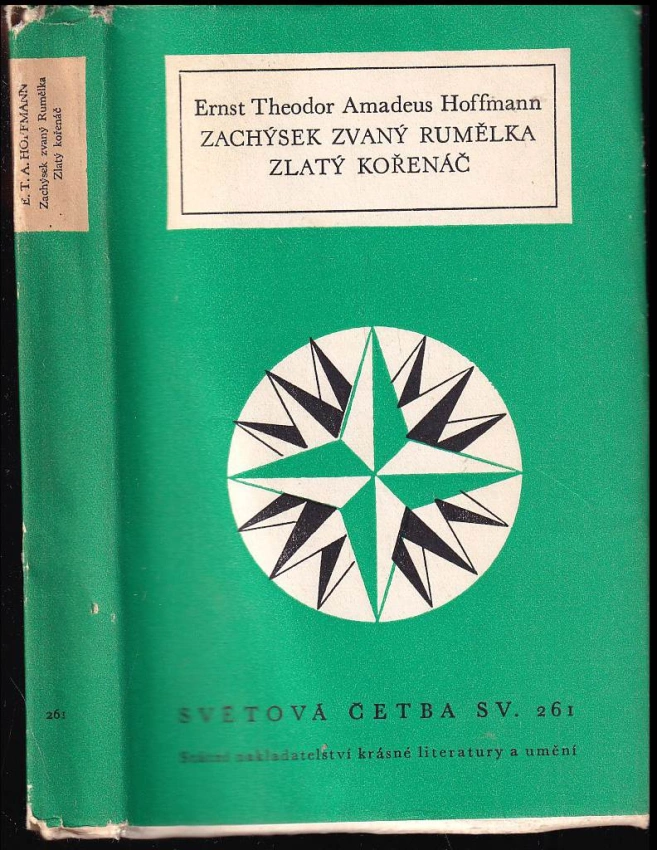 Ernst Theodor Amadeus Hoffmann
ZACHÝSEK ZVANÝ RUMĚLKA
ZLATÝ KOŘENÁČ
E. T. A. HOFFMANN
Zachýsek zvaný Rumělka
Zlatý kořenáč
261
SVĚTOVÁ ČETBA SV. 261
Státní nakladatelství krásné literatury a umění